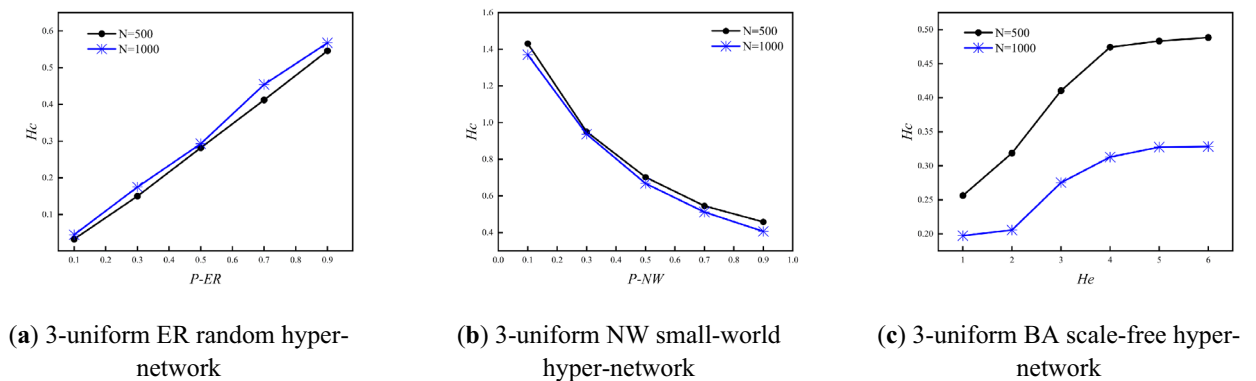 N=500
N=1000
0.6
0.5
0.4
0.3
0.2
0.1
Hc
0.1 0.2 0.3 0.4 0.5 0.6 0.7 0.8 0.9
P-ER
(a) 3-uniform ER random hyper-
network
N=500
N=1000
1.6
1.4
1.2
1.0
0.8
0.6
0.4
Hc
0.0 0.1 0.2 0.3 0.4 0.5 0.6 0.7 0.8 0.9 1.0
P-NW
(b) 3-uniform NW small-world
hyper-network
N=500
N=1000
0.50
0.45
0.40
0.35
0.30
0.25
0.20
Hc
1 2 3 4 5 6
He
(c) 3-uniform BA scale-free hyper-
network